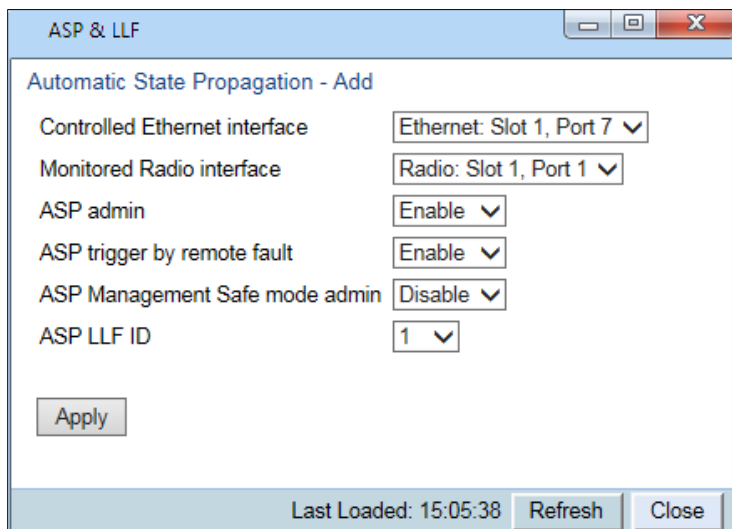 ASP & LLF
Automatic State Propagation - Add
Controlled Ethernet interface Ethernet: Slot 1, Port 7
Monitored Radio interface Radio: Slot 1, Port 1
ASP admin Enable
ASP trigger by remote fault Enable
ASP Management Safe mode admin Disable
ASP LLF ID 1
Apply
Last Loaded: 15:05:38 Refresh Close